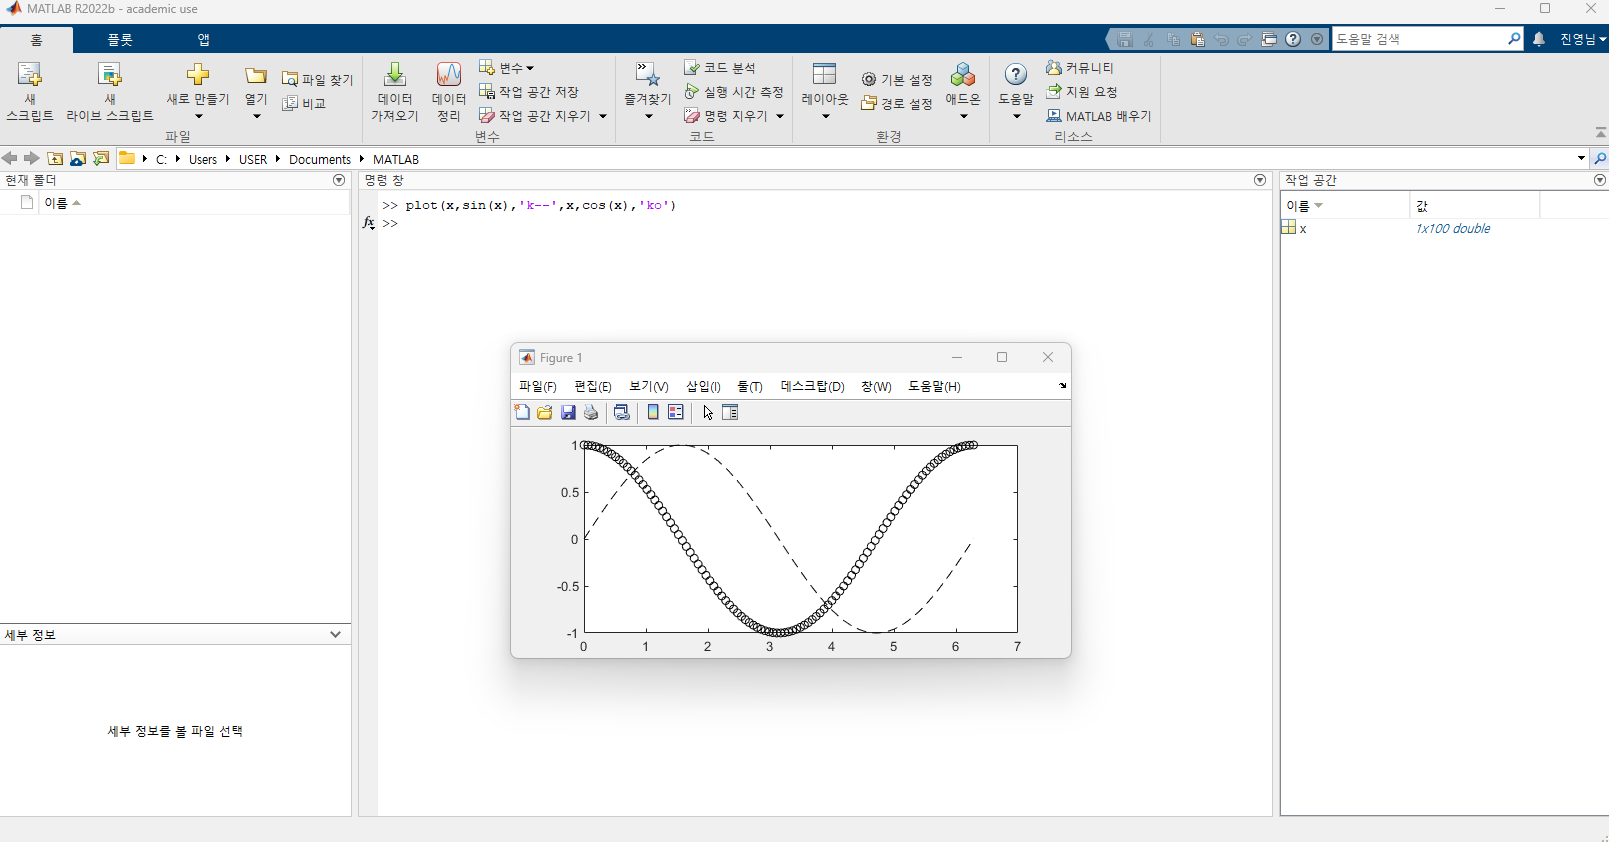 MATLAB R2022b - academic use
홈 플롯 앱 도움말 검색 진영님
새 스크립트
새 라이브 스크립트
새로 만들기
열기
파일 찾기
비교
파일
데이터 가져오기
데이터 정리
변수
작업 공간 저장
작업 공간 지우기
변수
즐겨찾기
코드 분석
실행 시간 측정
명령 지우기
코드
레이아웃
기본 설정
경로 설정
애드온
환경
도움말
커뮤니티
지원 요청
MATLAB 배우기
리소스
C: Users USER Documents MATLAB
현재 폴더
이름
세부 정보
세부 정보를 볼 파일 선택
명령 창
>> plot(x,sin(x),'k--',x,cos(x),'ko')
fx >>
작업 공간
이름 값
x 1x100 double
Figure 1
파일(F) 편집(E) 보기(V) 삽입(I) 툴(T) 데스크탑(D) 창(W) 도움말(H)
1
0.5
0
-0.5
-1
0 1 2 3 4 5 6 7